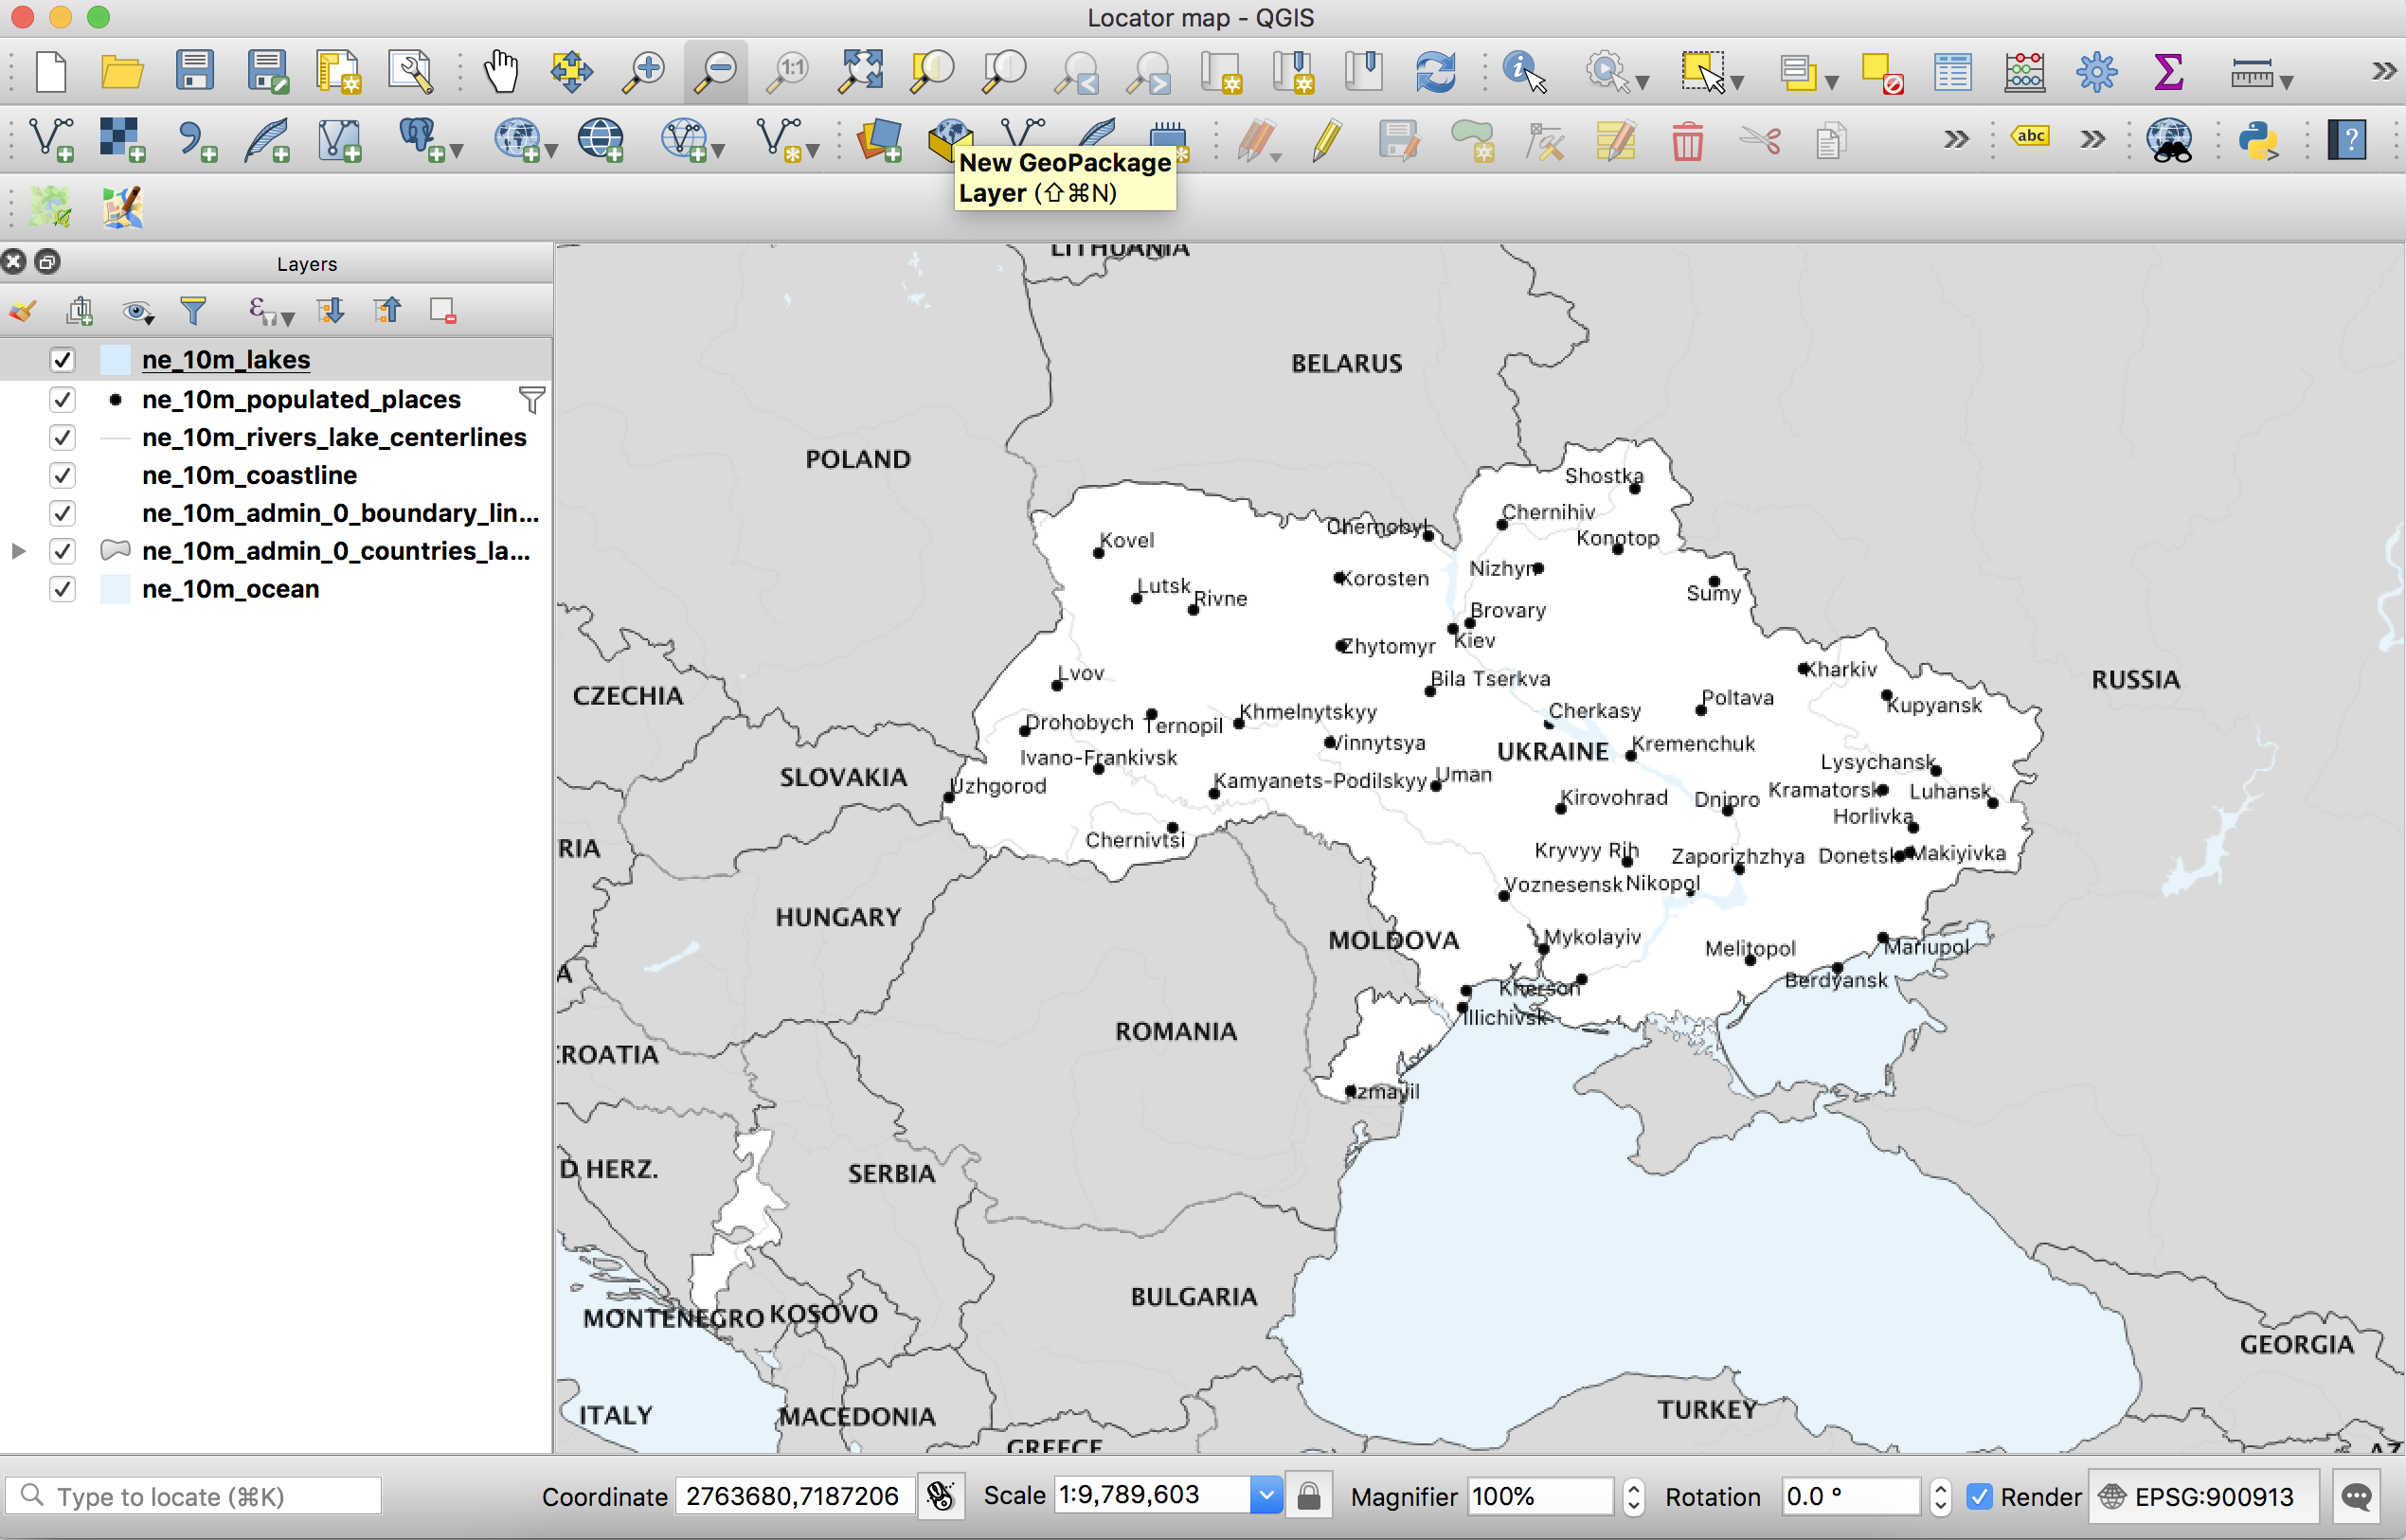 Locator map - QGIS
1:1
abc
?
New GeoPackage
Layer (⇧⌘N)
Layers
ne_10m_lakes
ne_10m_populated_places
ne_10m_rivers_lake_centerlines
ne_10m_coastline
ne_10m_admin_0_boundary_lin...
ne_10m_admin_0_countries_la...
ne_10m_ocean
LITHUANIA
BELARUS
POLAND
Shostka
Chernihiv
Chernobyl
Konotop
Kovel
Nizhyn
Korosten
Lutsk
Rivne
Sumy
Brovary
Kiev
Zhytomyr
Lvov
Kharkiv
Bila Tserkva
RUSSIA
CZECHIA
Poltava
Kupyansk
Khmelnytskyy
Cherkasy
Drohobych
Ternopil
Vinnytsya
UKRAINE
Kremenchuk
Ivano-Frankivsk
Lysychansk
SLOVAKIA
Uzhgorod
Kamyanets-Podilskyy
Uman
Kirovohrad
Dnipro
Kramatorsk
Luhansk
Horlivka
Chernivtsi
RIA
Kryvyy Rih
Zaporizhzhya
Donetsk
Makiyivka
Voznesensk
Nikopol
HUNGARY
MOLDOVA
Mykolayiv
Melitopol
Mariupol
A
Kherson
Berdyansk
Illichivsk
ROMANIA
ROATIA
Izmayil
D HERZ.
SERBIA
BULGARIA
MONTENEGRO
KOSOVO
GEORGIA
ITALY
MACEDONIA
TURKEY
GREECE
AZ
Type to locate (⌘K)
Coordinate 2763680,7187206
Scale 1:9,789,603
Magnifier 100%
Rotation 0.0 °
Render
EPSG:900913